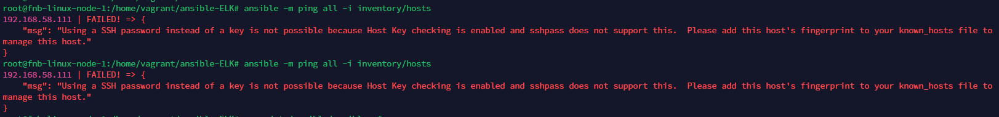 root@fnb-linux-node-1:/home/vagrant/ansible-ELK# ansible -m ping all -i inventory/hosts
192.168.58.111 | FAILED! => {
    "msg": "Using a SSH password instead of a key is not possible because Host Key checking is enabled and sshpass does not support this.  Please add this host's fingerprint to your known_hosts file to
manage this host."
}
root@fnb-linux-node-1:/home/vagrant/ansible-ELK# ansible -m ping all -i inventory/hosts
192.168.58.111 | FAILED! => {
    "msg": "Using a SSH password instead of a key is not possible because Host Key checking is enabled and sshpass does not support this.  Please add this host's fingerprint to your known_hosts file to
manage this host."
}